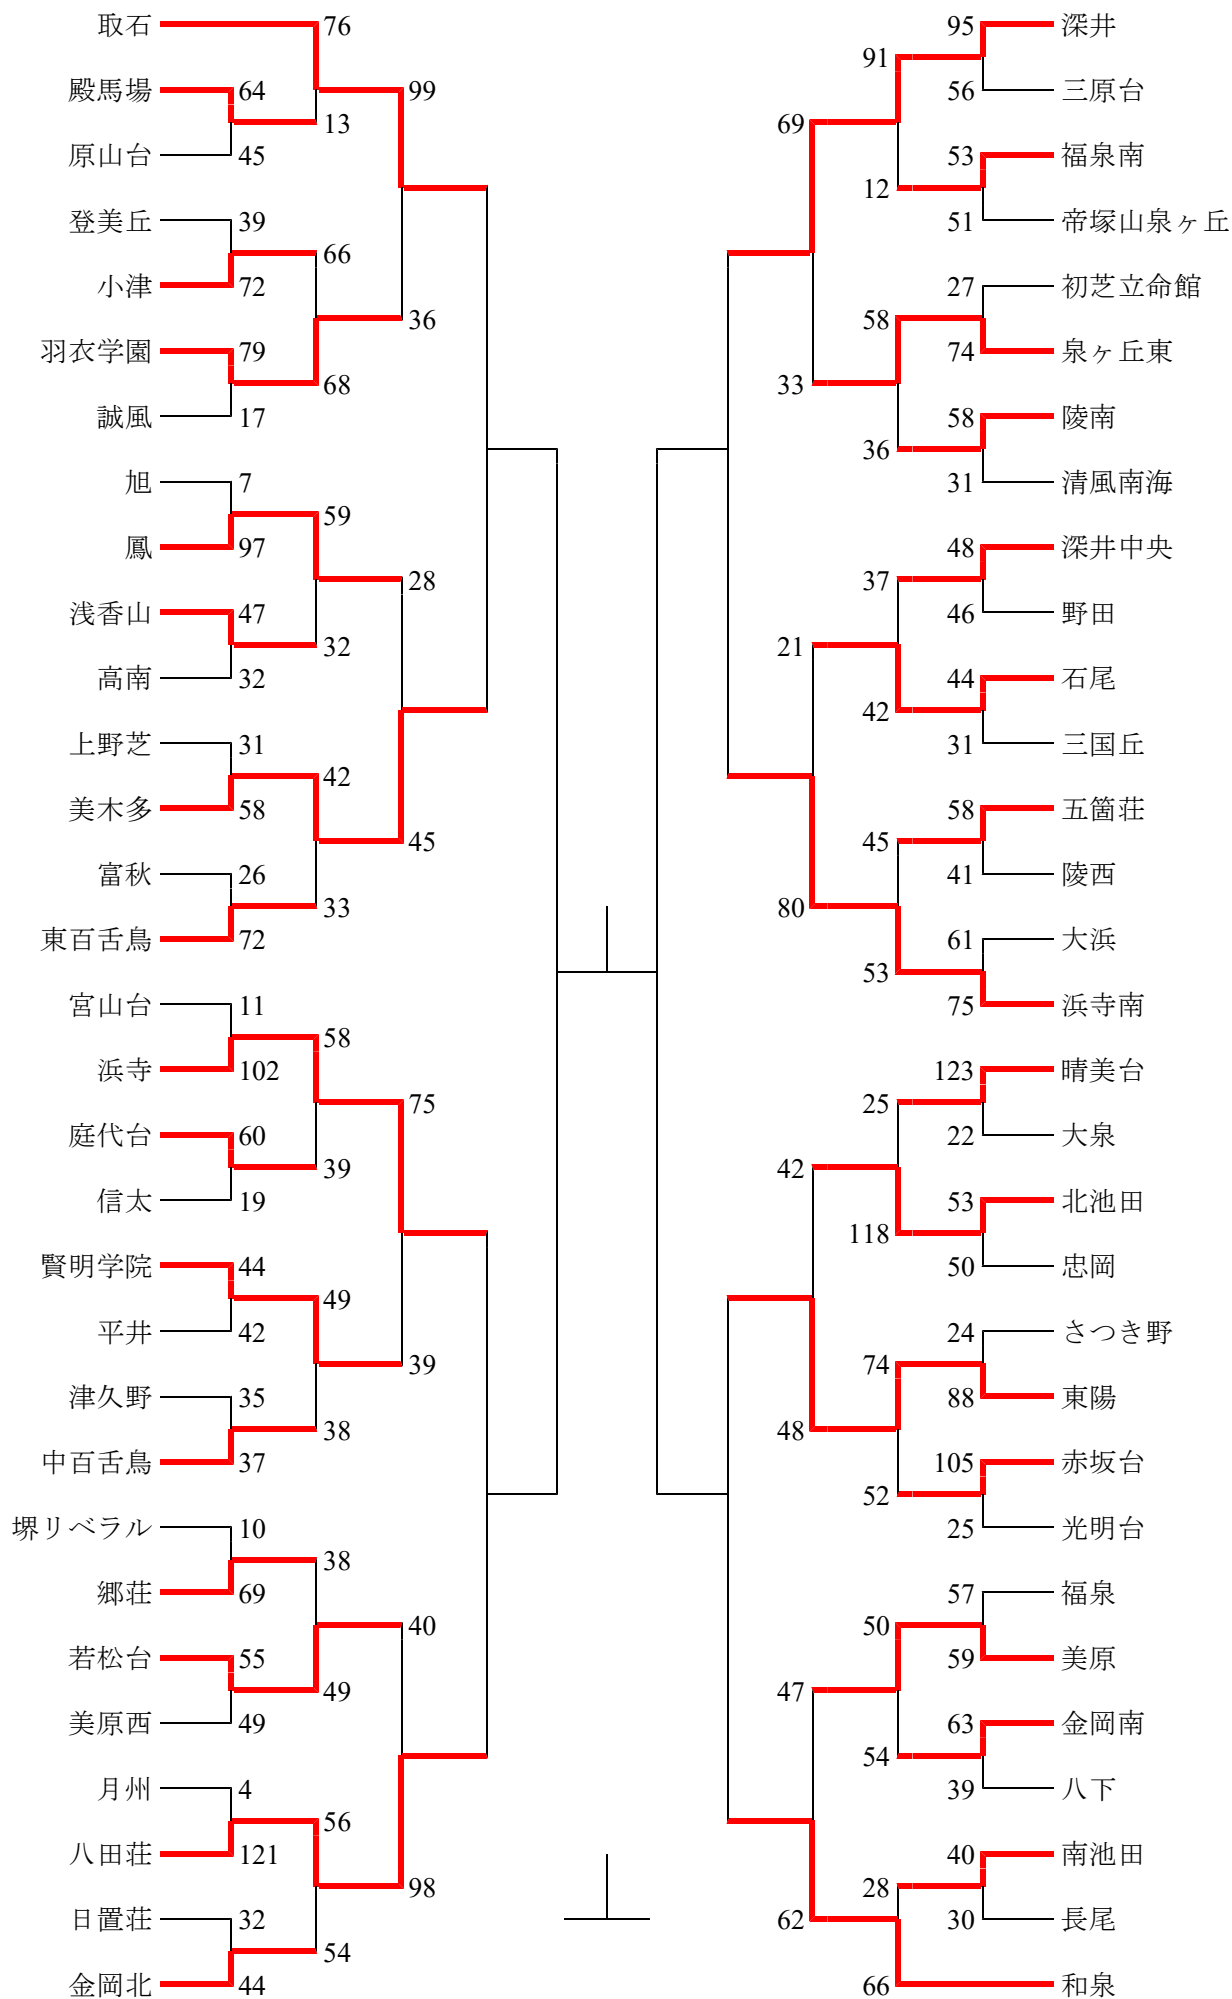 取石 76
殿馬場 64
99
13
原山台 45
登美丘 39
66
小津 72
36
羽衣学園 79
68
誠風 17
旭 7
59
鳳 97
28
浅香山 47
32
高南 32
上野芝 31
42
美木多 58
45
富秋 26
33
東百舌鳥 72
宮山台 11
58
浜寺 102
75
庭代台 60
39
信太 19
賢明学院 44
49
平井 42
39
津久野 35
38
中百舌鳥 37
堺リベラル 10
38
郷荘 69
40
若松台 55
49
美原西 49
月州 4
56
八田荘 121
98
日置荘 32
54
金岡北 44
95 深井
91
56 三原台
69
53 福泉南
12
51 帝塚山泉ヶ丘
27 初芝立命館
58
74 泉ヶ丘東
33
58 陵南
36
31 清風南海
48 深井中央
37
46 野田
21
44 石尾
42
31 三国丘
58 五箇荘
45
41 陵西
80
61 大浜
53
75 浜寺南
123 晴美台
25
22 大泉
42
53 北池田
118
50 忠岡
24 さつき野
74
88 東陽
48
105 赤坂台
52
25 光明台
57 福泉
50
59 美原
47
63 金岡南
54
39 八下
40 南池田
28
30 長尾
62
66 和泉